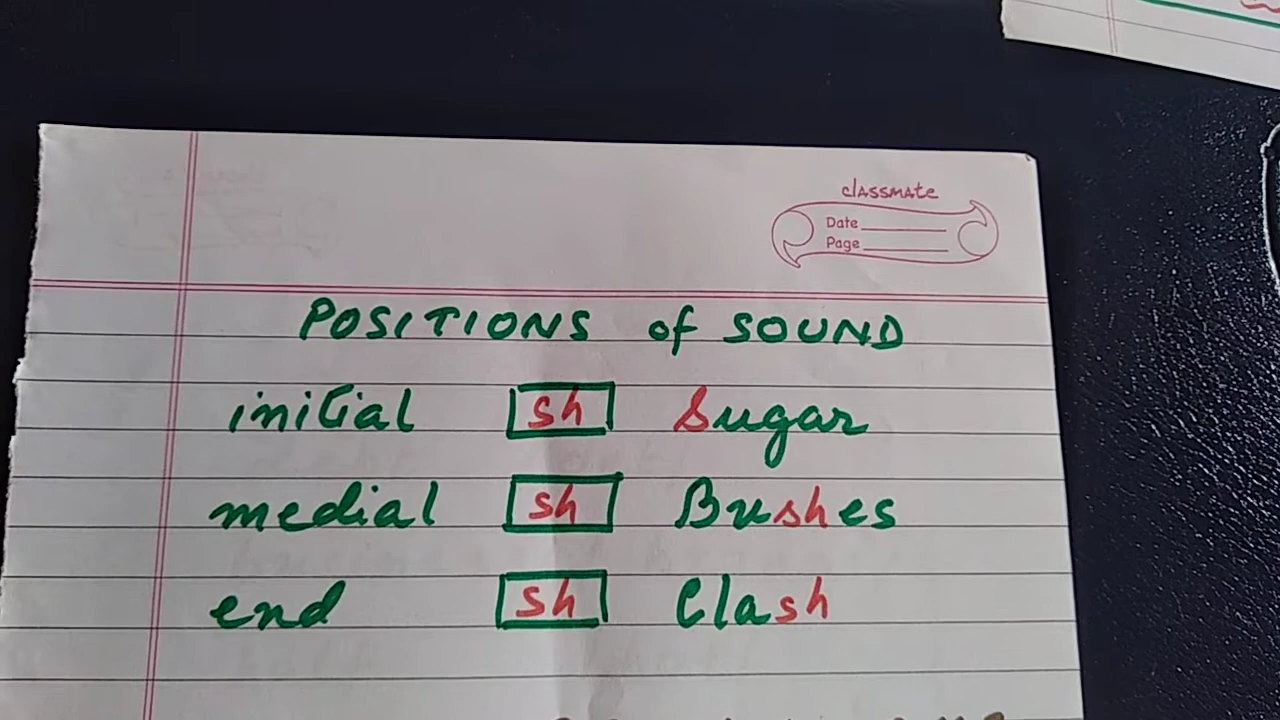 classmate
Date
Page
POSITIONS of SOUND
initial sh Sugar
medial sh Bushes
end sh Clash